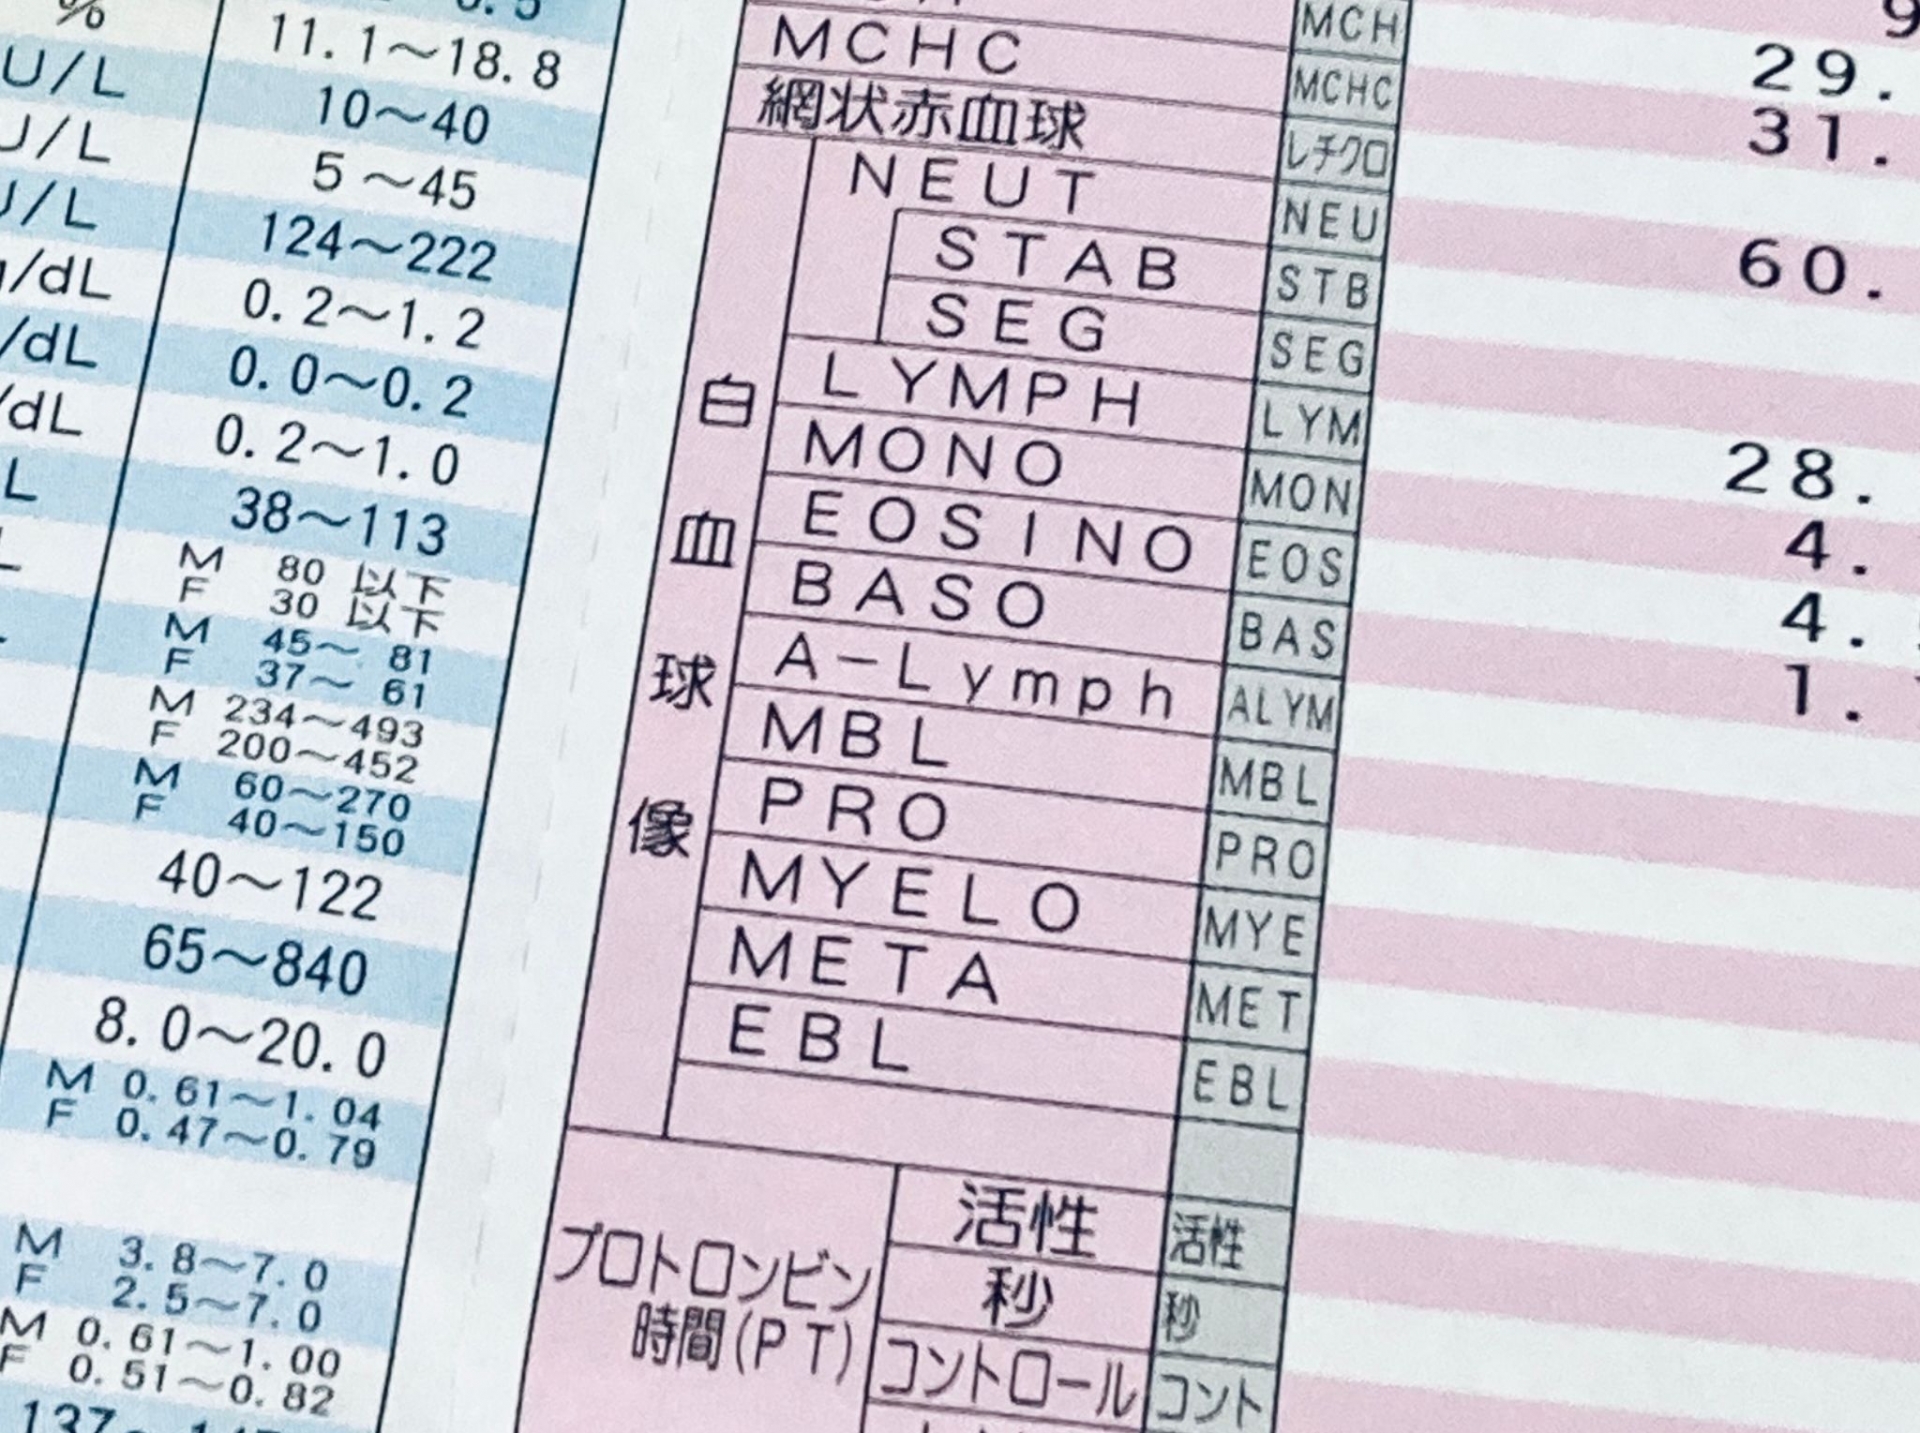 %
11.1～18.8
U/L
10～40
U/L
5～45
U/L
124～222
/dL
0.2～1.2
/dL
0.0～0.2
/dL
0.2～1.0
L
38～113
M 80 以下
F 30 以下
M 45～ 81
F 37～ 61
M 234～493
F 200～452
M 60～270
F 40～150
40～122
65～840
8.0～20.0
M 0.61～1.04
F 0.47～0.79
M 3.8～7.0
F 2.5～7.0
M 0.61～1.00
F 0.51～0.82
MCH
MCHC MCHC 29.
網状赤血球 レチクロ 31.
白血球像
NEUT NEU
STAB STB 60.
SEG SEG
LYMPH LYM
MONO MON 28.
EOSINO EOS 4.
BASO BAS 4.
A-Lymph ALYM 1.
MBL MBL
PRO PRO
MYELO MYE
META MET
EBL EBL
プロトロンビン
時間(PT)
活性 活性
秒 秒
コントロール コント